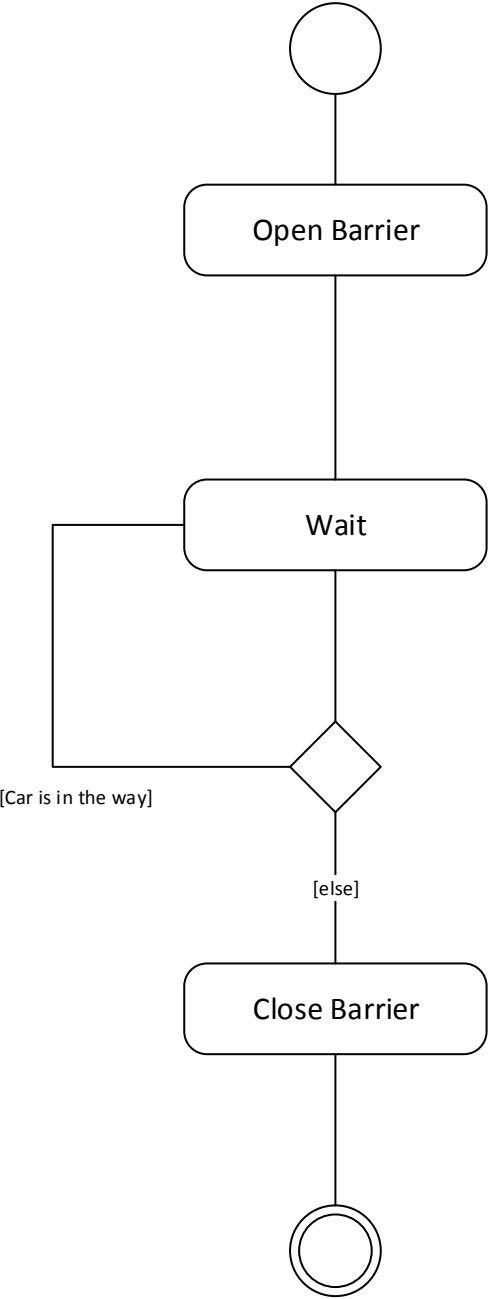 Open Barrier
Wait
[Car is in the way]
[else]
Close Barrier